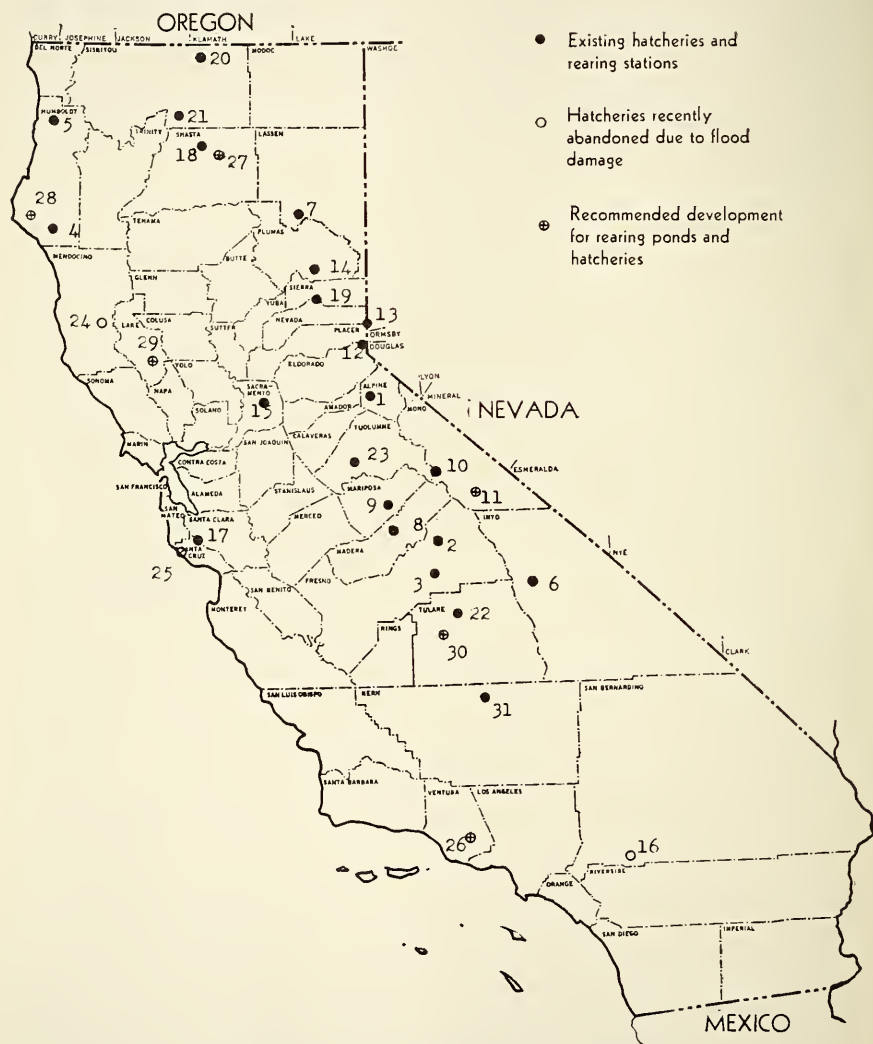 OREGON
CURRY JOSEPHINE JACKSON KLAMATH LAKE
DEL NORTE SISKIYOU MODOC WASHOE
20
HUMBOLDT
5
TRINITY
21
SHASTA LASSEN
18
27
28
4
7
TEHAMA
PLUMAS
MENDOCINO
BUTTE
14
GLENN
SIERRA
YUBA
19
13
24
LAKE COLUSA SUTTER NEVADA PLACER ORMSBY
DOUGLAS
12
29
YOLO
ELDORADO
SONOMA
NAPA
SACRA-
MENTO
ALPINE
1
LYON
MINERAL
MONO
NEVADA
SOLANO
15
AMADOR
TUOLUMNE
MARIN
SAN JOAQUIN
CALAVERAS
CONTRA COSTA
23
10
ESMERALDA
SAN FRANCISCO
ALAMEDA
STANISLAUS
MARIPOSA
11
SAN
MATEO
SANTA CLARA
MERCED
9
INYO
17
8
2
NYE
SANTA
CRUZ
MADERA
25
FRESNO
3
6
SAN BENITO
MONTEREY
TULARE
22
KINGS
30
CLARK
SAN LUIS OBISPO KERN SAN BERNARDINO
31
SANTA BARBARA
VENTURA LOS ANGELES
26
16
RIVERSIDE
ORANGE
SAN DIEGO IMPERIAL
MEXICO
Existing hatcheries and
rearing stations
Hatcheries recently
abandoned due to flood
damage
Recommended development
for rearing ponds and
hatcheries